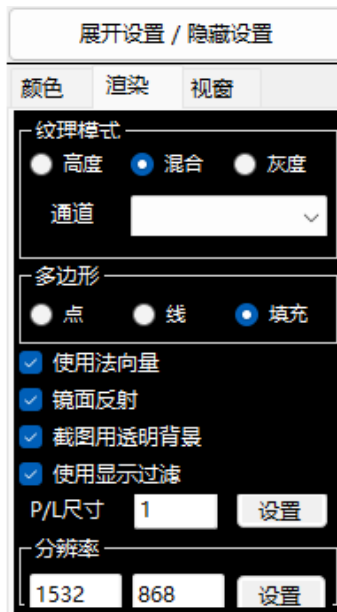 展开设置 / 隐藏设置
颜色 渲染 视窗
纹理模式
高度 混合 灰度
通道
多边形
点 线 填充
使用法向量
镜面反射
截图用透明背景
使用显示过滤
P/L尺寸 1 设置
分辨率
1532 868 设置